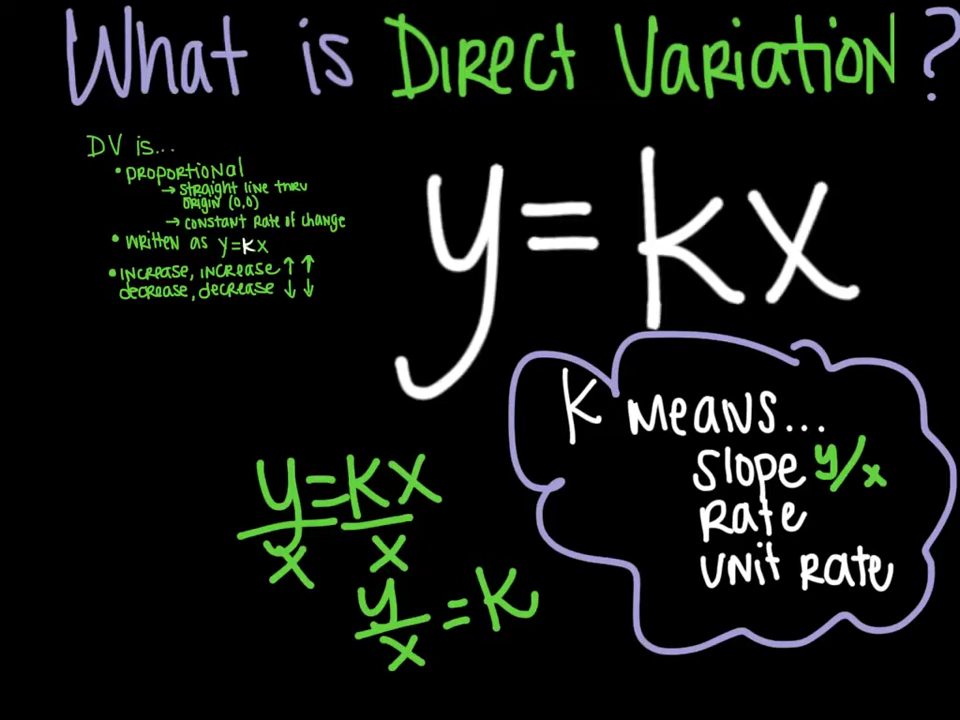 What is Direct Variation?
DV is...
• Proportional
→ straight line thru
origin (0,0)
→ constant rate of change
• written as y=kx
• increase, increase ↑ ↑
decrease, decrease ↓ ↓
y=kx
K means...
slope y/x
Rate
unit rate
y=kx
x x
y/x = K